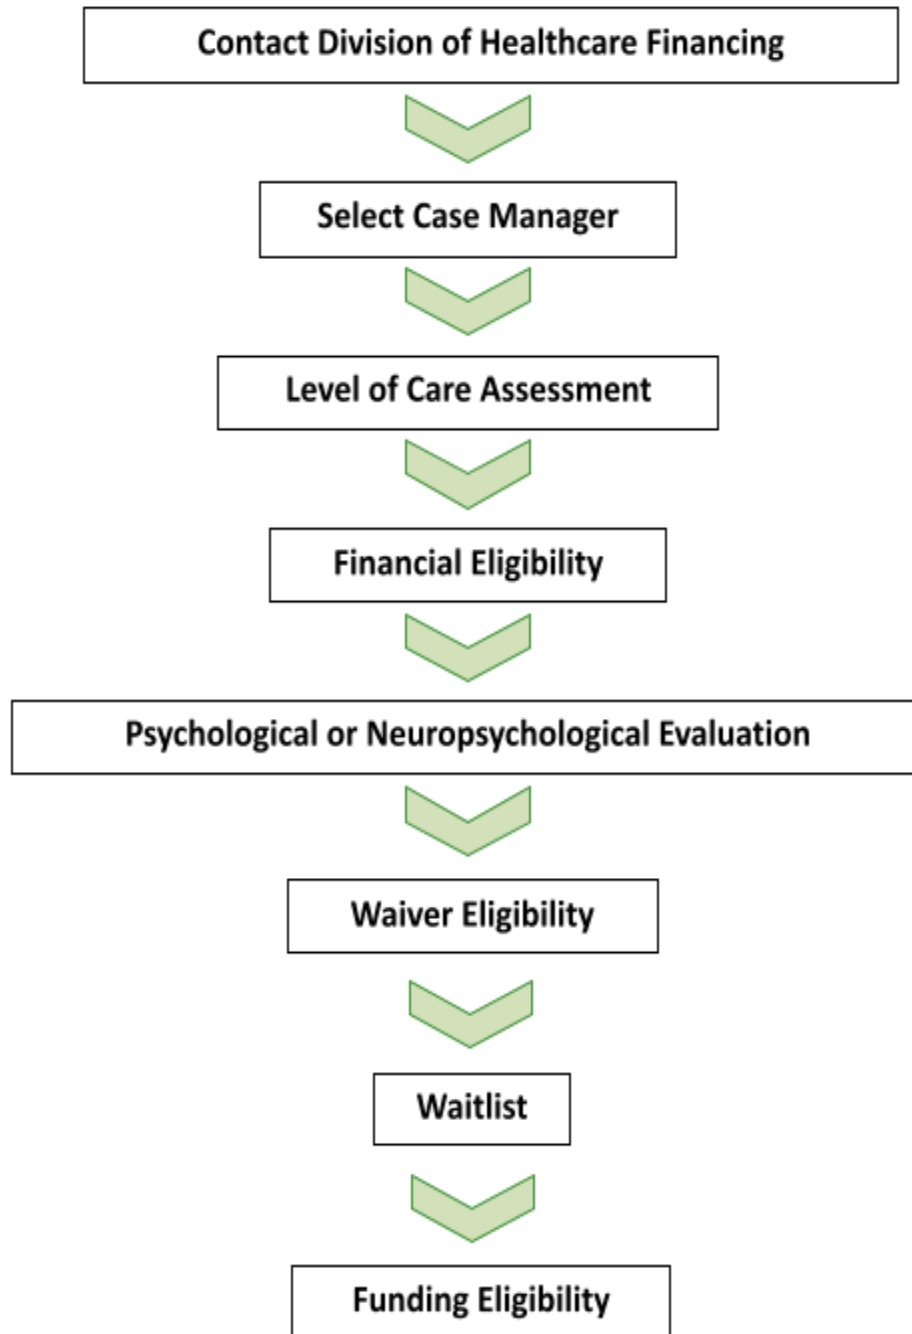 Contact Division of Healthcare Financing
Select Case Manager
Level of Care Assessment
Financial Eligibility
Psychological or Neuropsychological Evaluation
Waiver Eligibility
Waitlist
Funding Eligibility